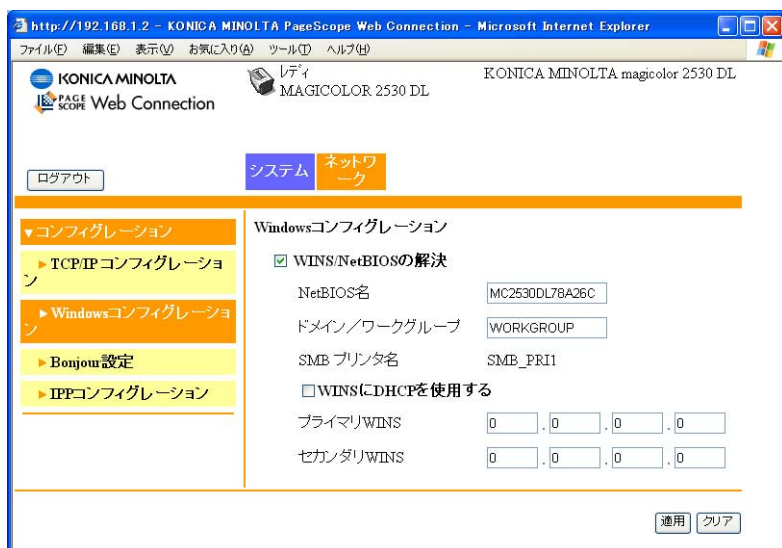 http://192.168.1.2 - KONICA MINOLTA PageScope Web Connection - Microsoft Internet Explorer
ファイル(F) 編集(E) 表示(V) お気に入り(A) ツール(T) ヘルプ(H)
KONICA MINOLTA
PAGE SCOPE Web Connection
レディ
MAGICOLOR 2530 DL
KONICA MINOLTA magicolor 2530 DL
ログアウト
システム
ネットワ
ーク
▼コンフィグレーション
▶TCP/IPコンフィグレーショ
ン
▶Windowsコンフィグレーショ
ン
▶Bonjour設定
▶IPPコンフィグレーション
Windowsコンフィグレーション
WINS/NetBIOSの解決
NetBIOS名 MC2530DL78A26C
ドメイン／ワークグループ WORKGROUP
SMB プリンタ名 SMB_PRI1
WINSにDHCPを使用する
プライマリWINS 0 . 0 . 0 . 0
セカンダリWINS 0 . 0 . 0 . 0
適用 クリア